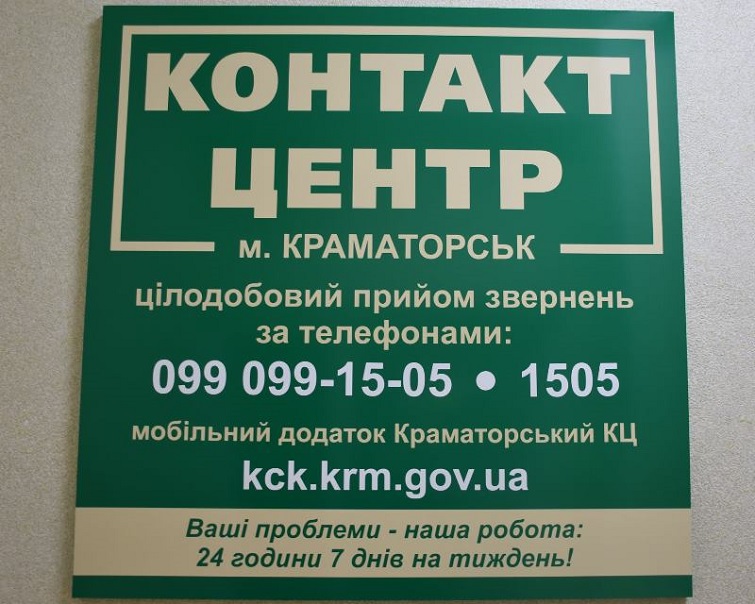 КОНТАКТ
ЦЕНТР
м. КРАМАТОРСЬК
цілодобовий прийом звернень
за телефонами:
099 099-15-05 • 1505
мобільний додаток Краматорський КЦ
kck.krm.gov.ua
Ваші проблеми - наша робота:
24 години 7 днів на тиждень!